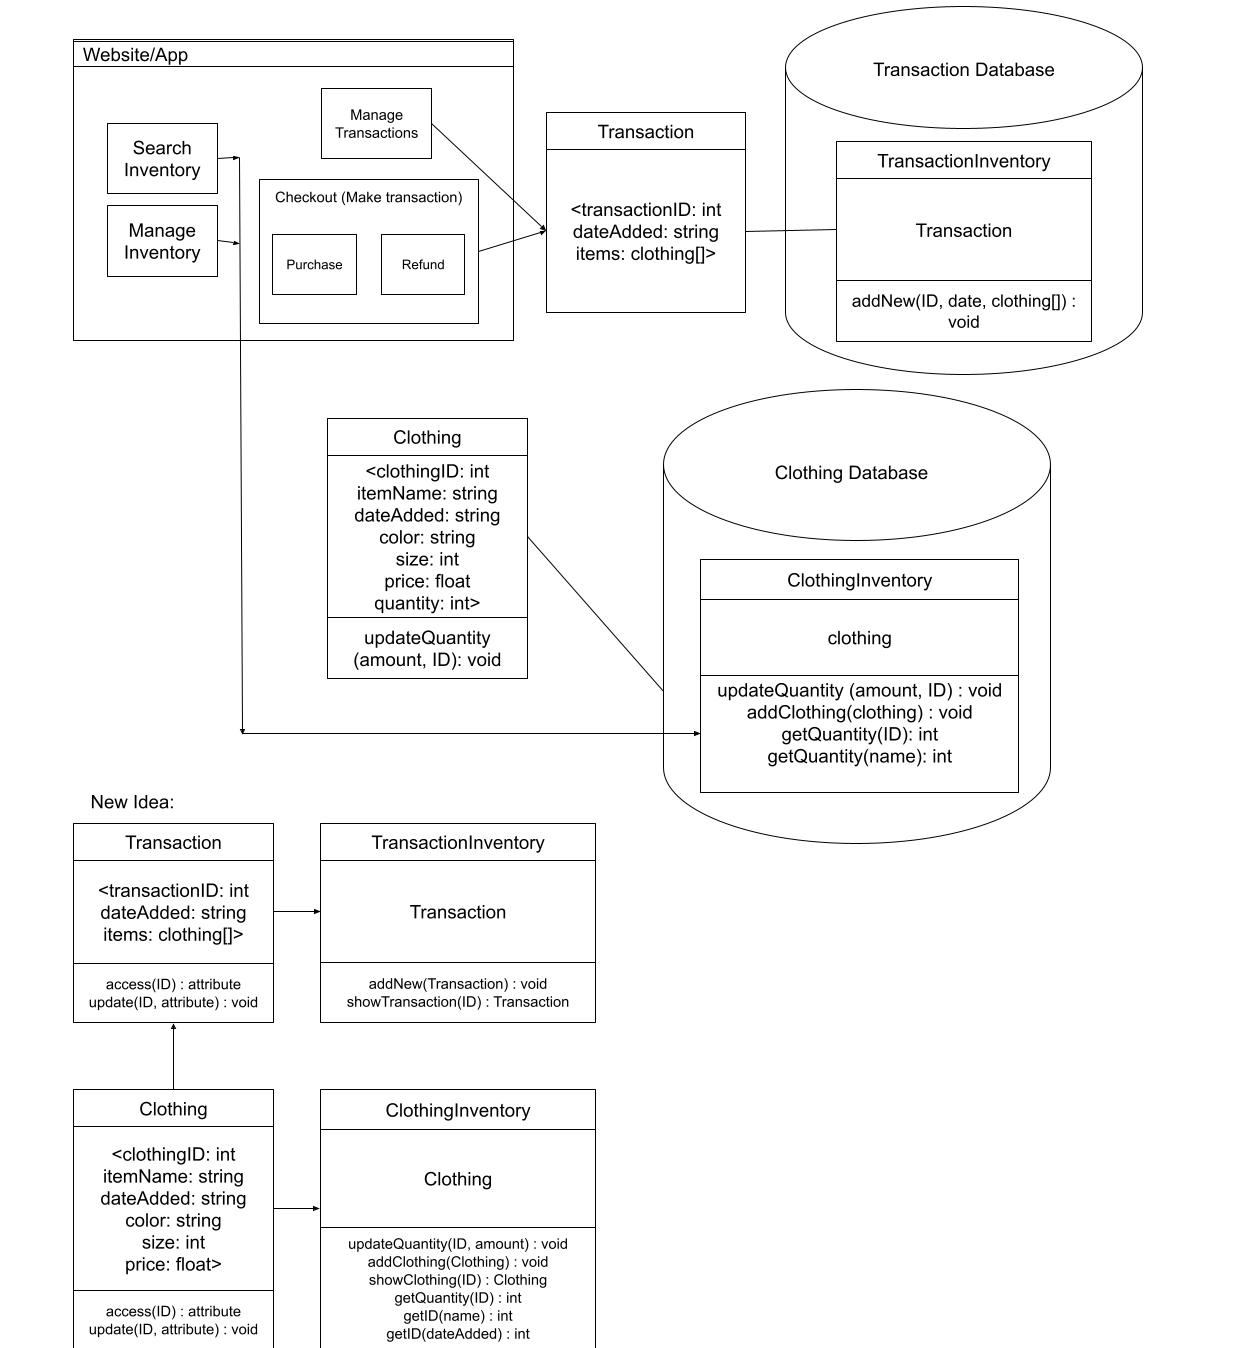 Website/App
Search
Inventory
Manage
Inventory
Manage
Transactions
Checkout (Make transaction)
Purchase
Refund
Transaction
<transactionID: int
dateAdded: string
items: clothing[]>
Transaction Database
TransactionInventory
Transaction
addNew(ID, date, clothing[]) :
void
Clothing
<clothingID: int
itemName: string
dateAdded: string
color: string
size: int
price: float
quantity: int>
updateQuantity
(amount, ID): void
Clothing Database
ClothingInventory
clothing
updateQuantity (amount, ID) : void
addClothing(clothing) : void
getQuantity(ID): int
getQuantity(name): int
New Idea:
Transaction
<transactionID: int
dateAdded: string
items: clothing[]>
access(ID) : attribute
update(ID, attribute) : void
TransactionInventory
Transaction
addNew(Transaction) : void
showTransaction(ID) : Transaction
Clothing
<clothingID: int
itemName: string
dateAdded: string
color: string
size: int
price: float>
access(ID) : attribute
update(ID, attribute) : void
ClothingInventory
Clothing
updateQuantity(ID, amount) : void
addClothing(Clothing) : void
showClothing(ID) : Clothing
getQuantity(ID) : int
getID(name) : int
getID(dateAdded) : int